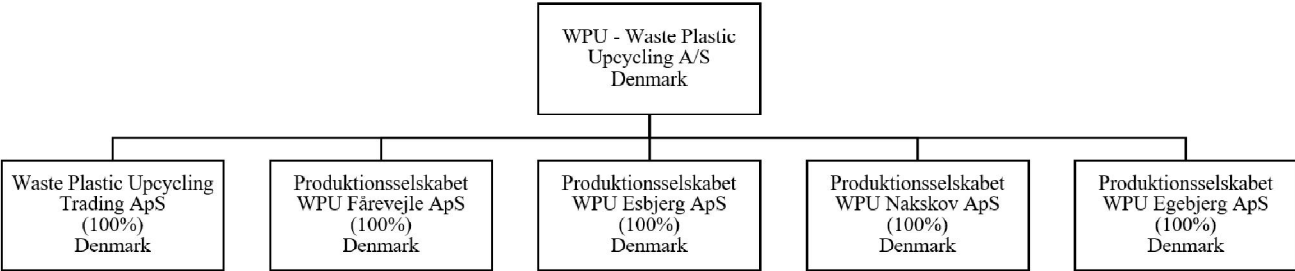 WPU - Waste Plastic
Upcycling A/S
Denmark
Waste Plastic Upcycling
Trading ApS
(100%)
Denmark
Produktionsselskabet
WPU Fårevejle ApS
(100%)
Denmark
Produktionsselskabet
WPU Esbjerg ApS
(100%)
Denmark
Produktionsselskabet
WPU Nakskov ApS
(100%)
Denmark
Produktionsselskabet
WPU Egebjerg ApS
(100%)
Denmark